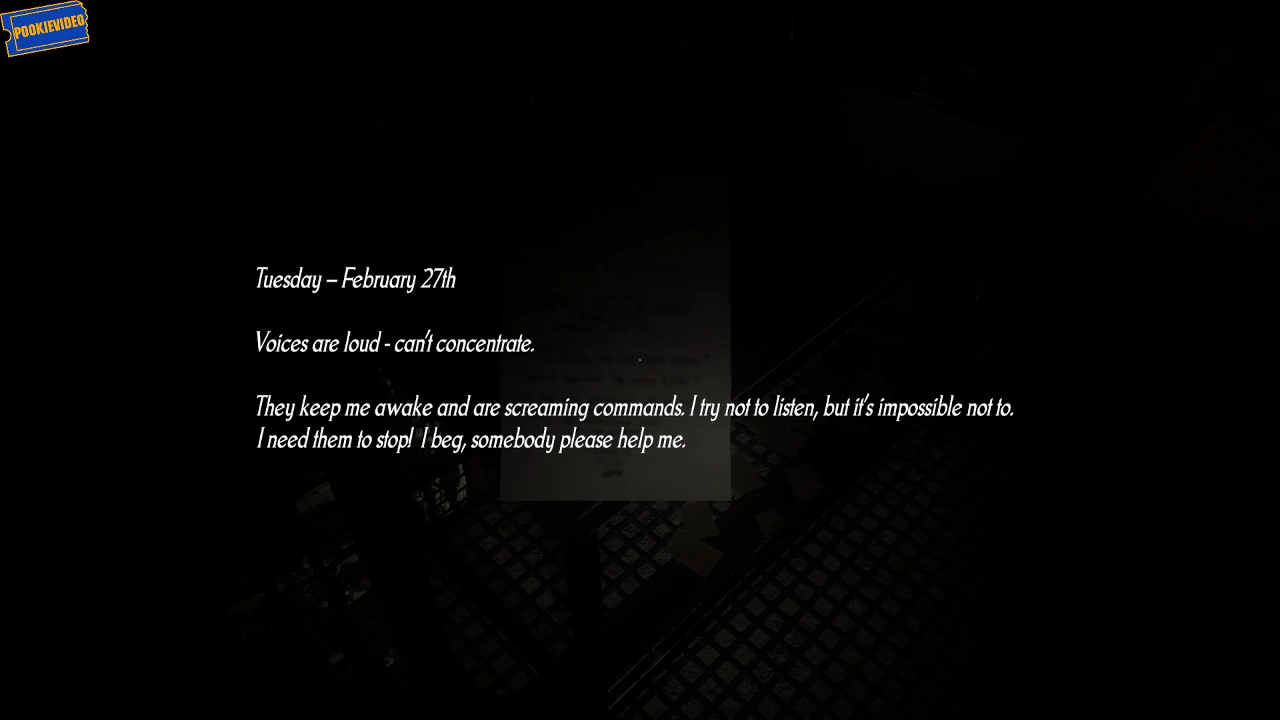 POOKIEVIDEO
Tuesday – February 27th
Voices are loud - can't concentrate.
They keep me awake and are screaming commands. I try not to listen, but it's impossible not to.
I need them to stop!  I beg, somebody please help me.